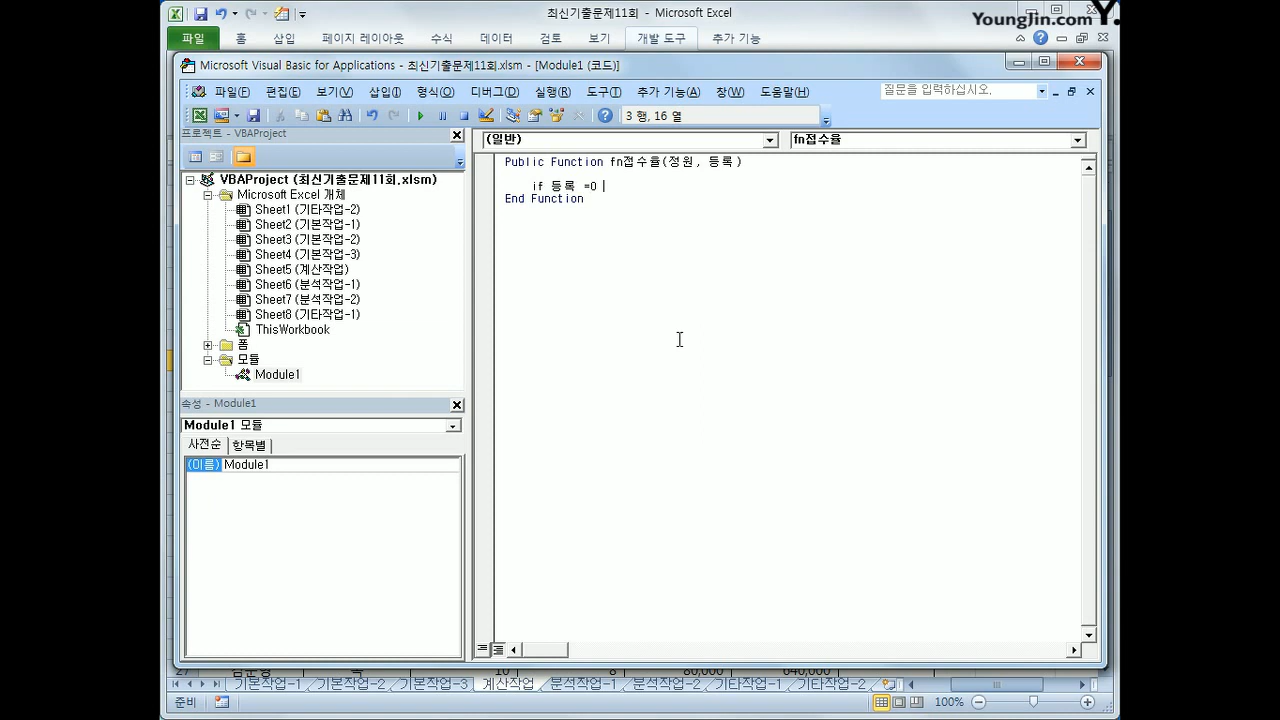 최신기출문제11회 - Microsoft Excel
YoungJin.com Y.
파일 홈 삽입 페이지 레이아웃 수식 데이터 검토 보기 개발 도구 추가 기능
Microsoft Visual Basic for Applications - 최신기출문제11회.xlsm - [Module1 (코드)]
파일(F) 편집(E) 보기(V) 삽입(I) 형식(O) 디버그(D) 실행(R) 도구(T) 추가 기능(A) 창(W) 도움말(H) 질문을 입력하십시오.
3 행, 16 열
프로젝트 - VBAProject
(일반) fn접수율
VBAProject (최신기출문제11회.xlsm)
Microsoft Excel 개체
Sheet1 (기타작업-2)
Sheet2 (기본작업-1)
Sheet3 (기본작업-2)
Sheet4 (기본작업-3)
Sheet5 (계산작업)
Sheet6 (분석작업-1)
Sheet7 (분석작업-2)
Sheet8 (기타작업-1)
ThisWorkbook
폼
모듈
Module1
Public Function fn접수율(정원, 등록)
if 등록 =0
End Function
속성 - Module1
Module1 모듈
사전순 항목별
(이름) Module1
기본작업-1 기본작업-2 기본작업-3 계산작업 분석작업-1 분석작업-2 기타작업-1 기타작업-2
준비 100%